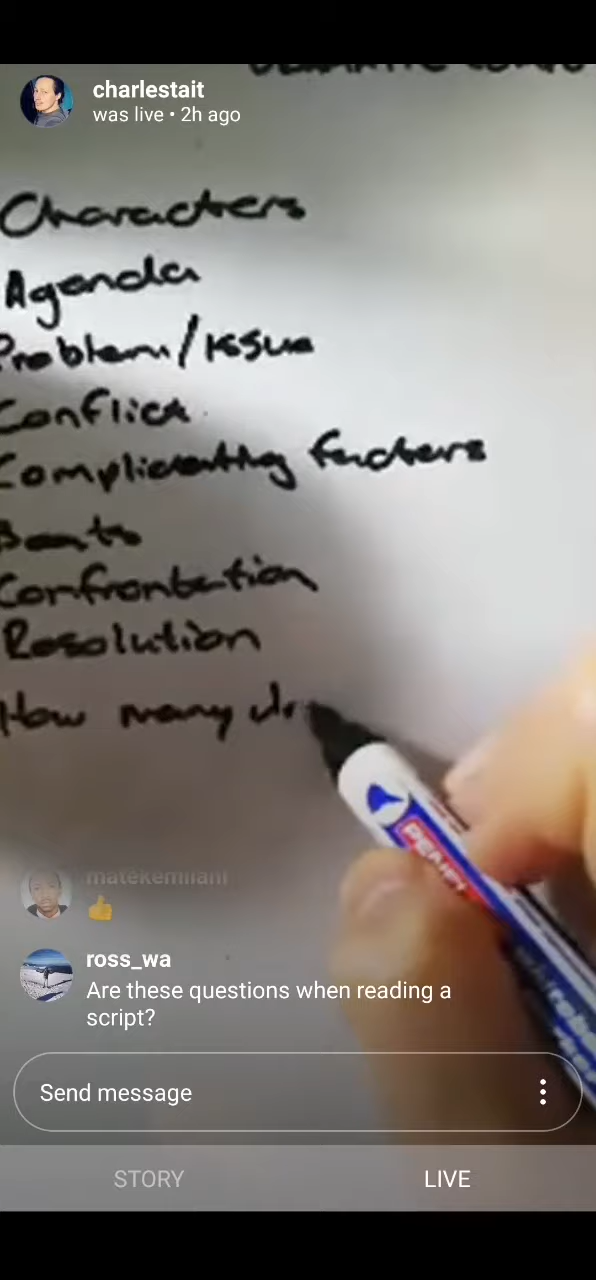 charlestait
was live • 2h ago
Characters
Agenda
Problem/Issue
Conflict
Complicating factors
Beats
Confrontation
Resolution
How many
matekemilani
👍
ross_wa
Are these questions when reading a
script?
Send message
STORY
LIVE